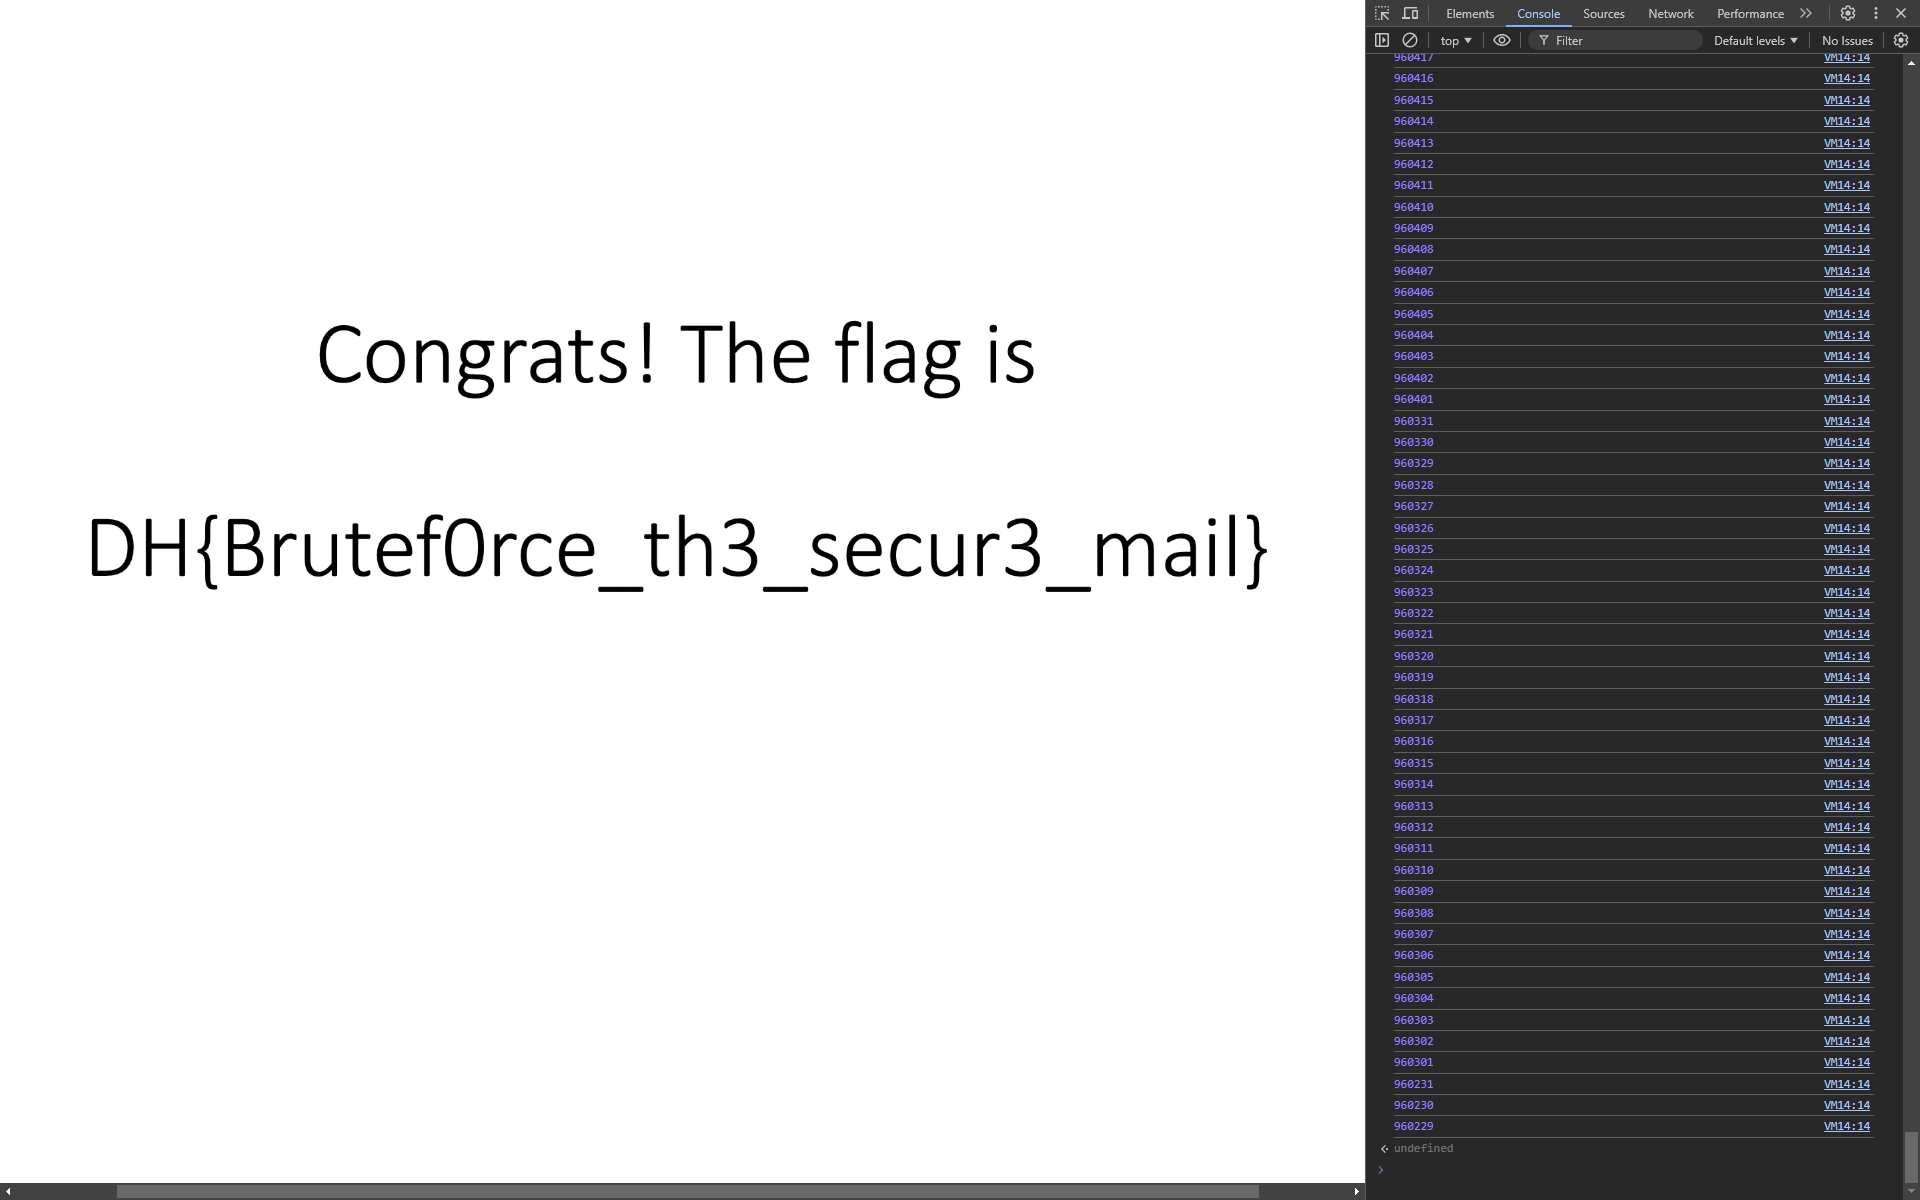 Congrats! The flag is
DH{Brutef0rce_th3_secur3_mail}
Elements Console Sources Network Performance
top Filter Default levels No Issues
960417 VM14:14
960416 VM14:14
960415 VM14:14
960414 VM14:14
960413 VM14:14
960412 VM14:14
960411 VM14:14
960410 VM14:14
960409 VM14:14
960408 VM14:14
960407 VM14:14
960406 VM14:14
960405 VM14:14
960404 VM14:14
960403 VM14:14
960402 VM14:14
960401 VM14:14
960331 VM14:14
960330 VM14:14
960329 VM14:14
960328 VM14:14
960327 VM14:14
960326 VM14:14
960325 VM14:14
960324 VM14:14
960323 VM14:14
960322 VM14:14
960321 VM14:14
960320 VM14:14
960319 VM14:14
960318 VM14:14
960317 VM14:14
960316 VM14:14
960315 VM14:14
960314 VM14:14
960313 VM14:14
960312 VM14:14
960311 VM14:14
960310 VM14:14
960309 VM14:14
960308 VM14:14
960307 VM14:14
960306 VM14:14
960305 VM14:14
960304 VM14:14
960303 VM14:14
960302 VM14:14
960301 VM14:14
960231 VM14:14
960230 VM14:14
960229 VM14:14
undefined